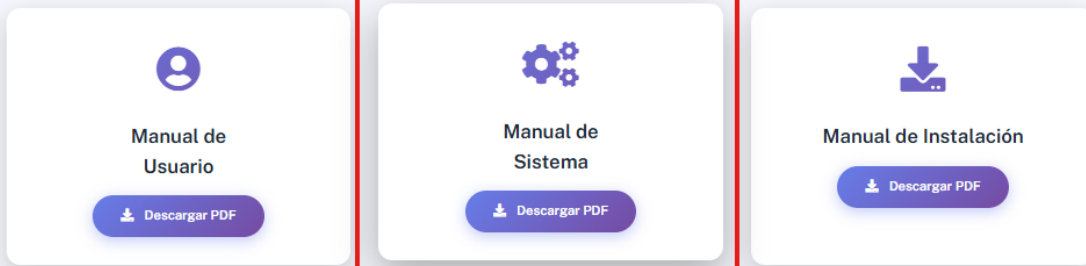 Manual de
Usuario
Descargar PDF
Manual de
Sistema
Descargar PDF
Manual de Instalación
Descargar PDF